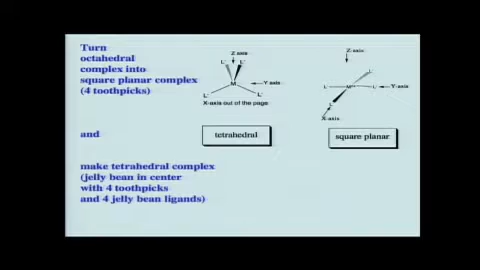 Turn
octahedral
complex into
square planar complex
(4 toothpicks)
and
make tetrahedral complex
(jelly bean in center
with 4 toothpicks
and 4 jelly bean ligands)
Z axis
L' L'
M
Y axis
L' L'
X-axis out of the page
tetrahedral
Z-axis
L
L M L Y-axis
L
X-axis
square planar